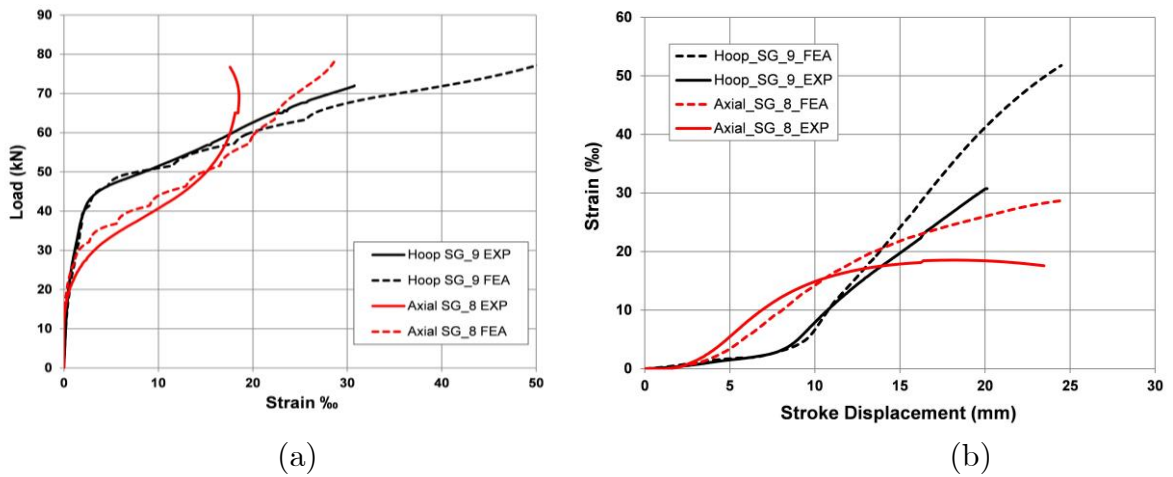 90
80
70
60
50
40
30
20
10
0
Load (kN)
Hoop SG_9 EXP
Hoop SG_9 FEA
Axial SG_8 EXP
Axial SG_8 FEA
0 10 20 30 40 50
Strain ‰
(a)
60
50
40
30
20
10
0
Strain (‰)
Hoop_SG_9_FEA
Hoop_SG_9_EXP
Axial_SG_8_FEA
Axial_SG_8_EXP
0 5 10 15 20 25 30
Stroke Displacement (mm)
(b)